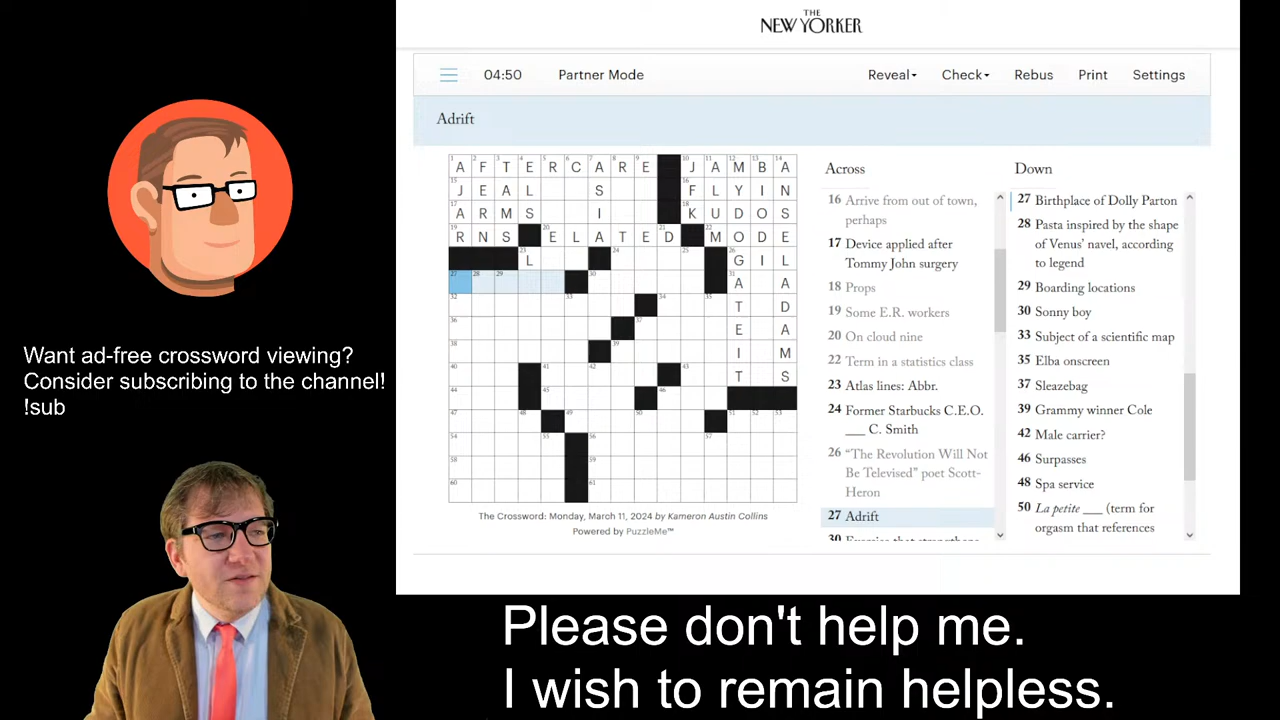 THE
NEW YORKER
04:50 Partner Mode Reveal Check Rebus Print Settings
Adrift
A F T E R C A R E J A M B A
J E A L S F L Y I N
A R M S I K U D O S
R N S E L A T E D M O D E
L G I L
A A
T D
E A
I M
T S
The Crossword: Monday, March 11, 2024 by Kameron Austin Collins
Powered by PuzzleMe™
Across
16 Arrive from out of town,
perhaps
17 Device applied after
Tommy John surgery
18 Props
19 Some E.R. workers
20 On cloud nine
22 Term in a statistics class
23 Atlas lines: Abbr.
24 Former Starbucks C.E.O.
___ C. Smith
26 “The Revolution Will Not
Be Televised” poet Scott-
Heron
27 Adrift
Down
27 Birthplace of Dolly Parton
28 Pasta inspired by the shape
of Venus’ navel, according
to legend
29 Boarding locations
30 Sonny boy
33 Subject of a scientific map
35 Elba onscreen
37 Sleazebag
39 Grammy winner Cole
42 Male carrier?
46 Surpasses
48 Spa service
50 La petite ___ (term for
orgasm that references
Want ad-free crossword viewing?
Consider subscribing to the channel!
!sub
Please don't help me.
I wish to remain helpless.